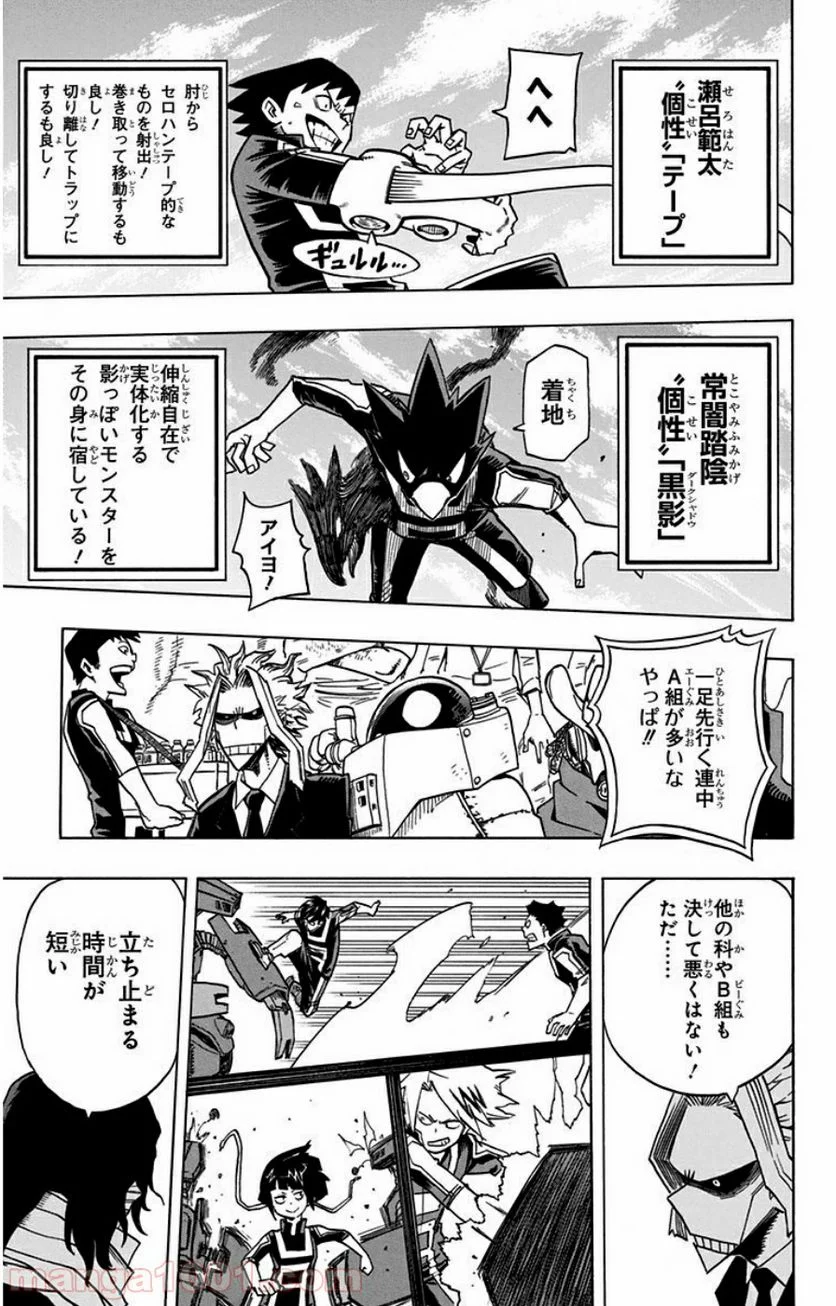 瀬呂範太
〝個性〟「テープ」
ヘヘ
肘から
セロハンテープ的な
ものを射出！
巻き取って移動するも
良し！
切り離してトラップに
するも良し！
ギュルル…
常闇踏陰
〝個性〟「黒影」
着地
アイヨ！
伸縮自在で
実体化する
影っぽいモンスターを
その身に宿している！
一足先行く連中
A組が多いな
やっぱ!!
他の科やB組も
決して悪くはない！
ただ……
立ち止まる
時間が
短い
manga1001.com